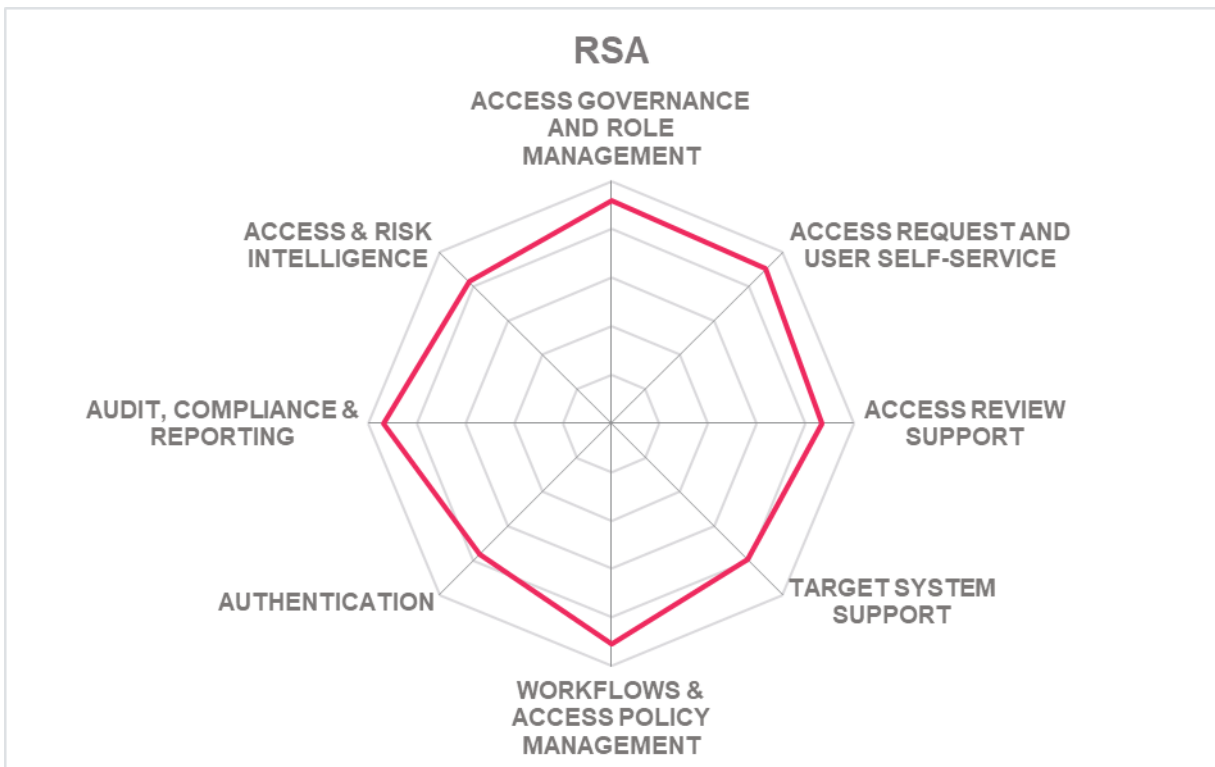 RSA
ACCESS GOVERNANCE
AND ROLE
MANAGEMENT
ACCESS & RISK
INTELLIGENCE
ACCESS REQUEST AND
USER SELF-SERVICE
AUDIT, COMPLIANCE &
REPORTING
ACCESS REVIEW
SUPPORT
AUTHENTICATION
TARGET SYSTEM
SUPPORT
WORKFLOWS &
ACCESS POLICY
MANAGEMENT